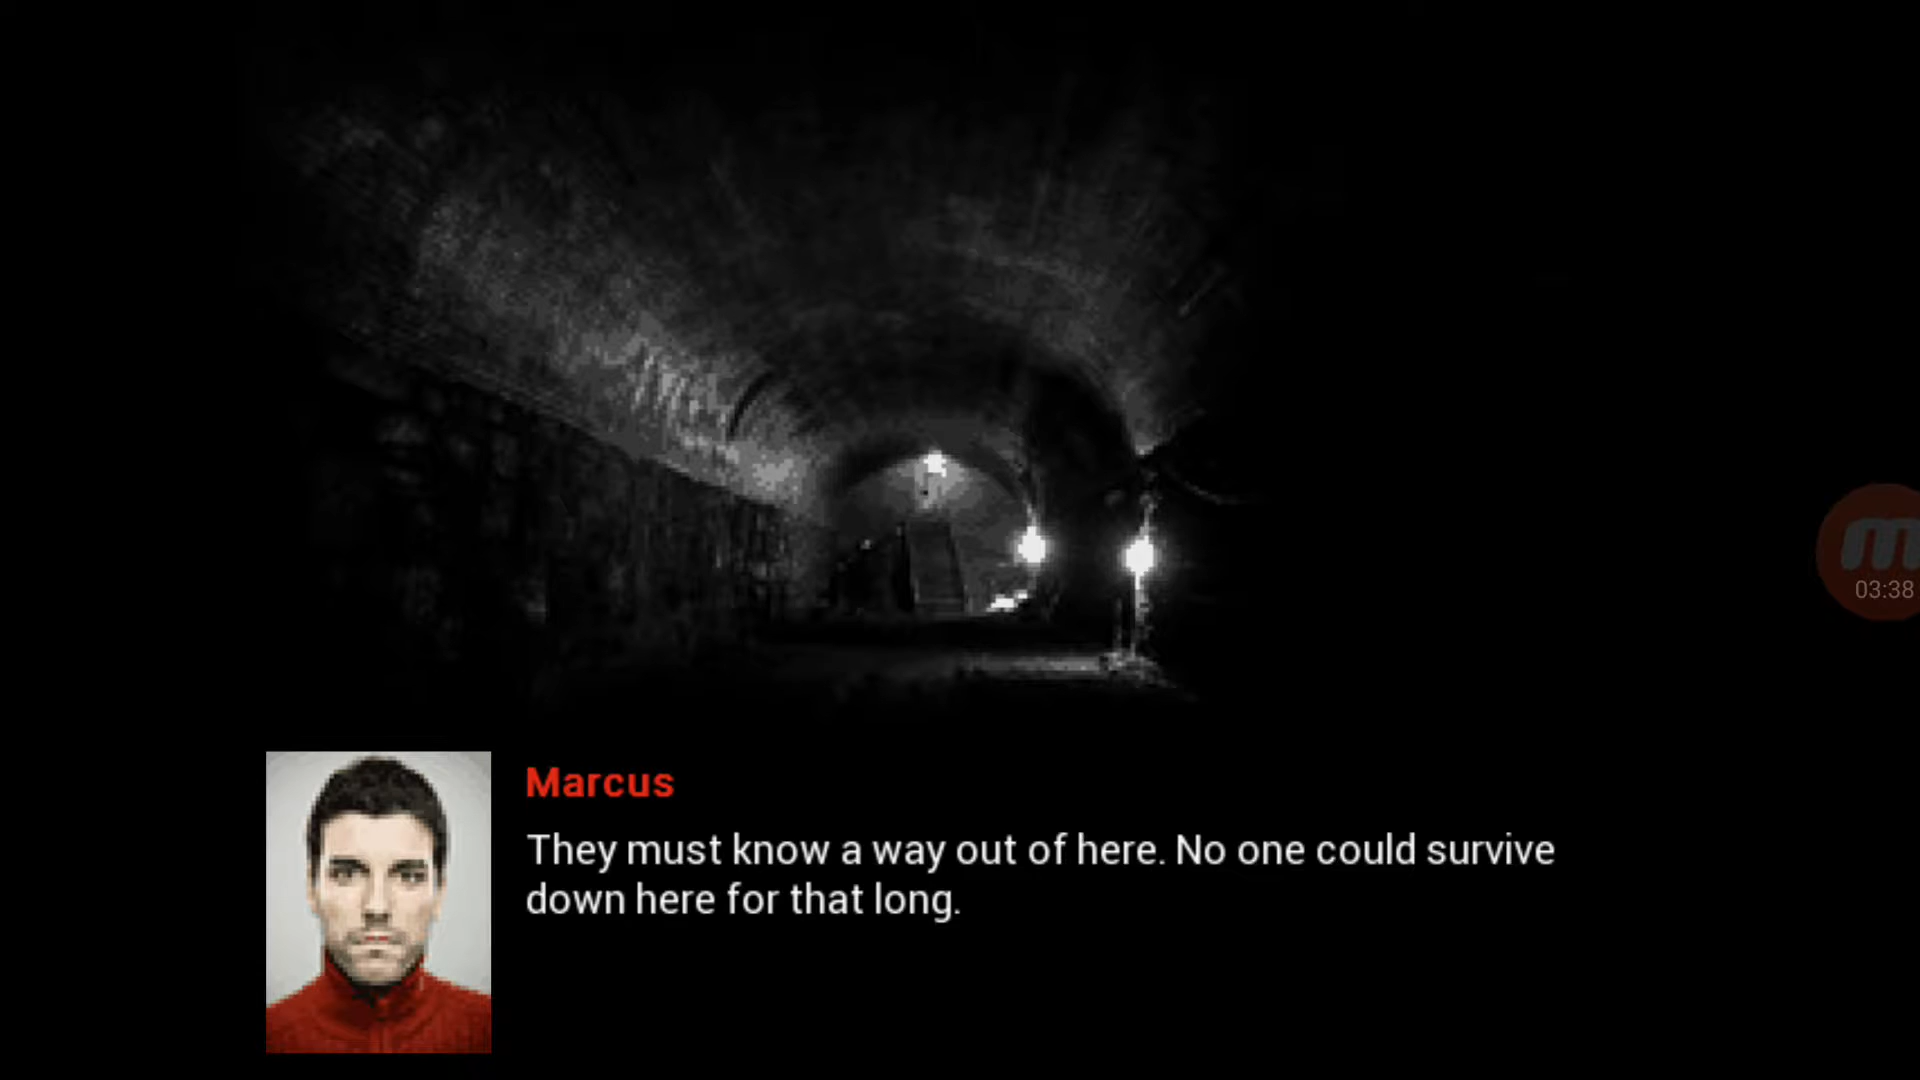 m
03:38
Marcus
They must know a way out of here. No one could survive
down here for that long.